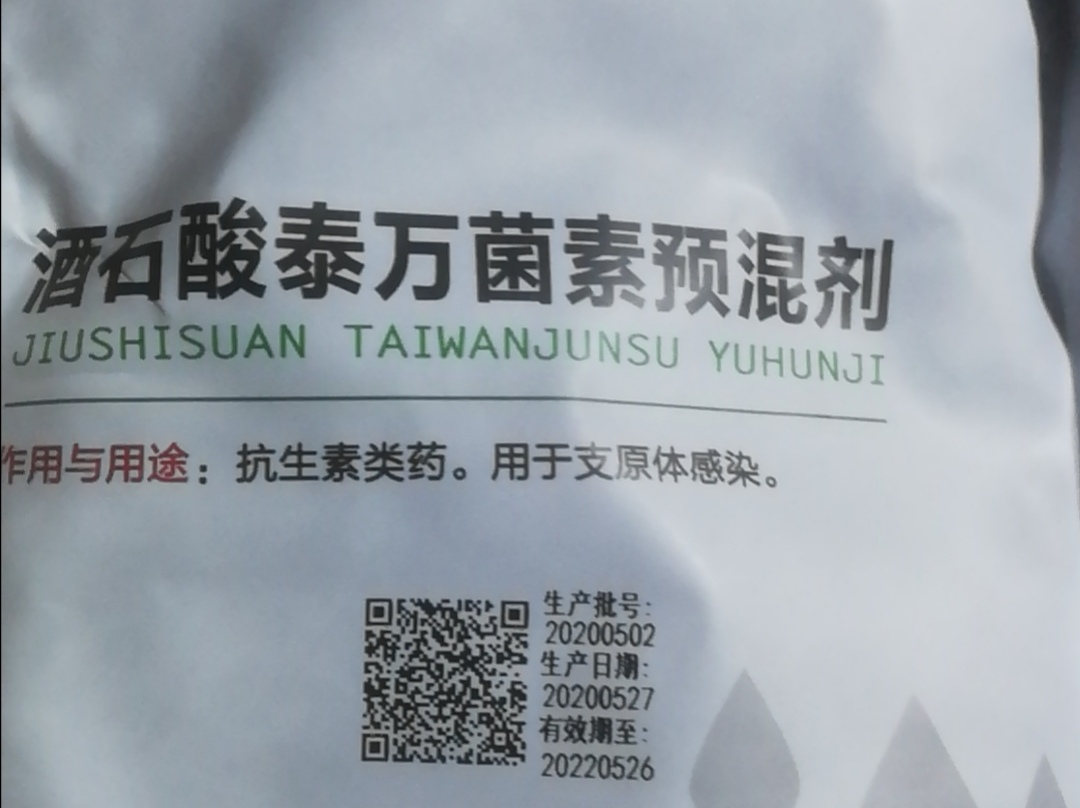 酒石酸泰万菌素预混剂
JIUSHISUAN TAIWANJUNSU YUHUNJI
作用与用途：抗生素类药。用于支原体感染。
生产批号：
20200502
生产日期：
20200527
有效期至：
20220526